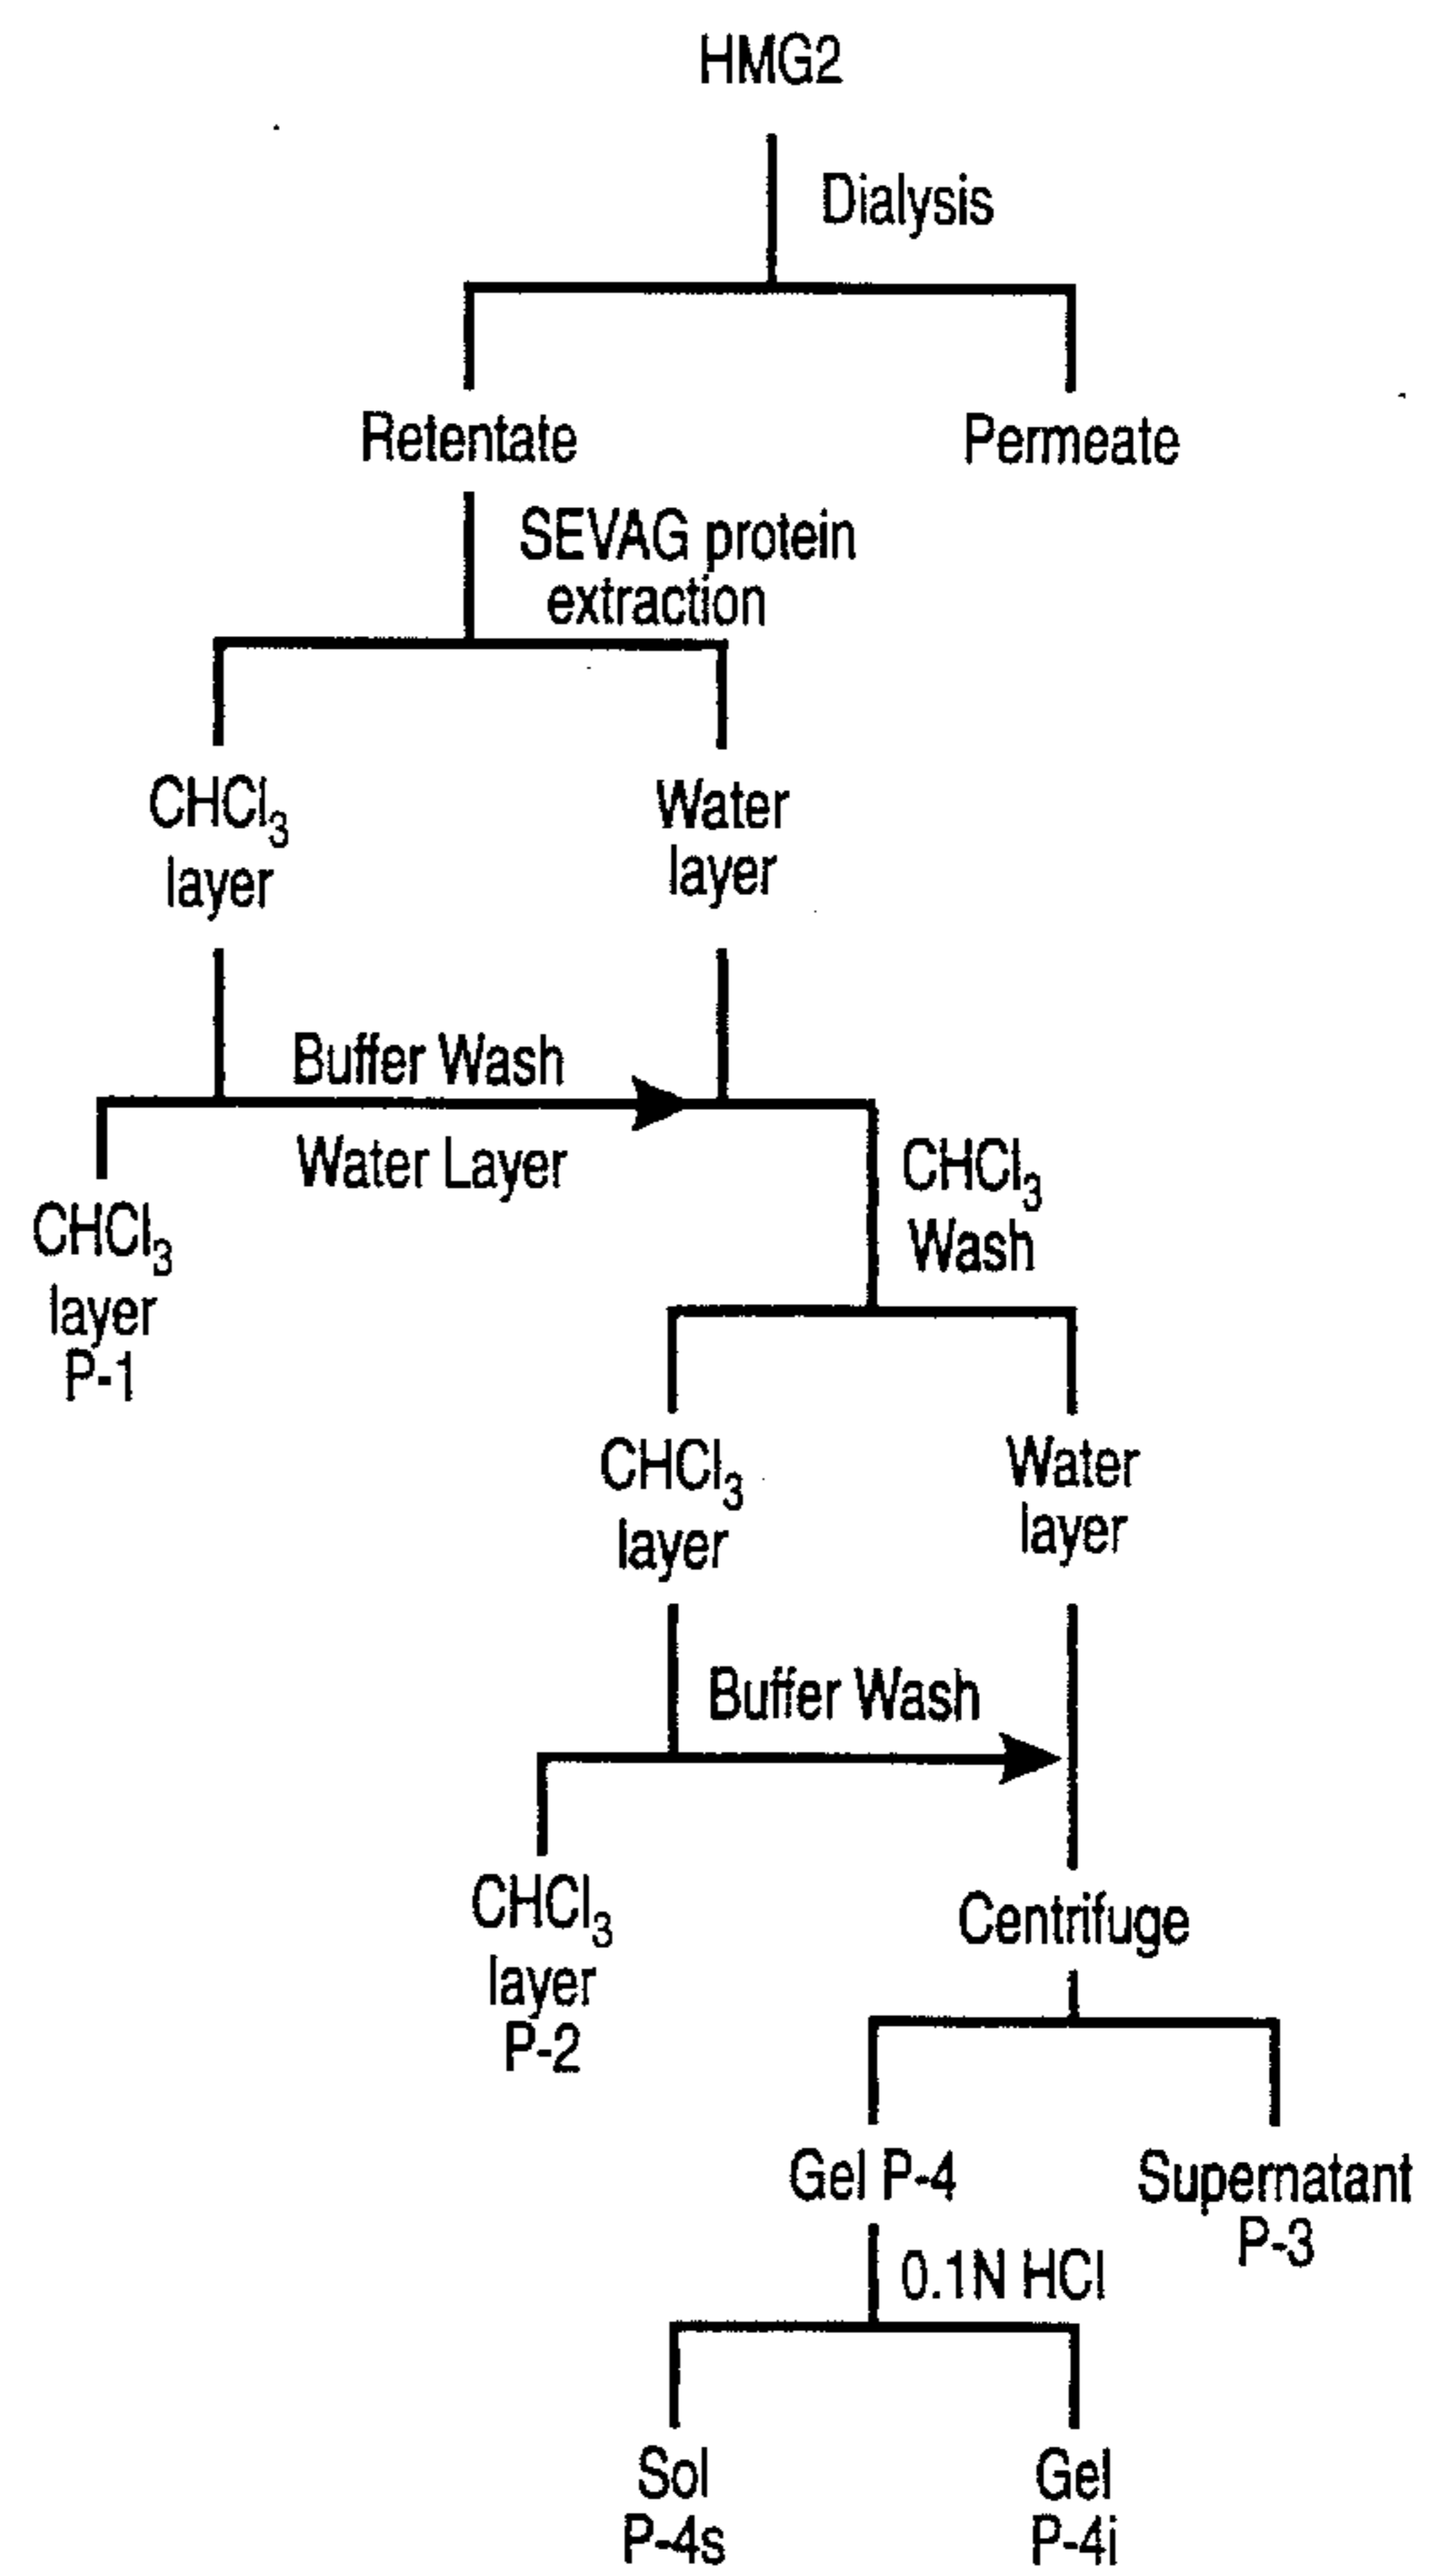 HMG2
Dialysis
Retentate
Permeate
SEVAG protein
extraction
CHCl3
layer
Water
layer
Buffer Wash
Water Layer
CHCl3
Wash
CHCl3
layer
P-1
CHCl3
layer
Water
layer
Buffer Wash
CHCl3
layer
P-2
Centrifuge
Gel P-4
Supernatant
P-3
0.1N HCl
Sol
P-4s
Gel
P-4i